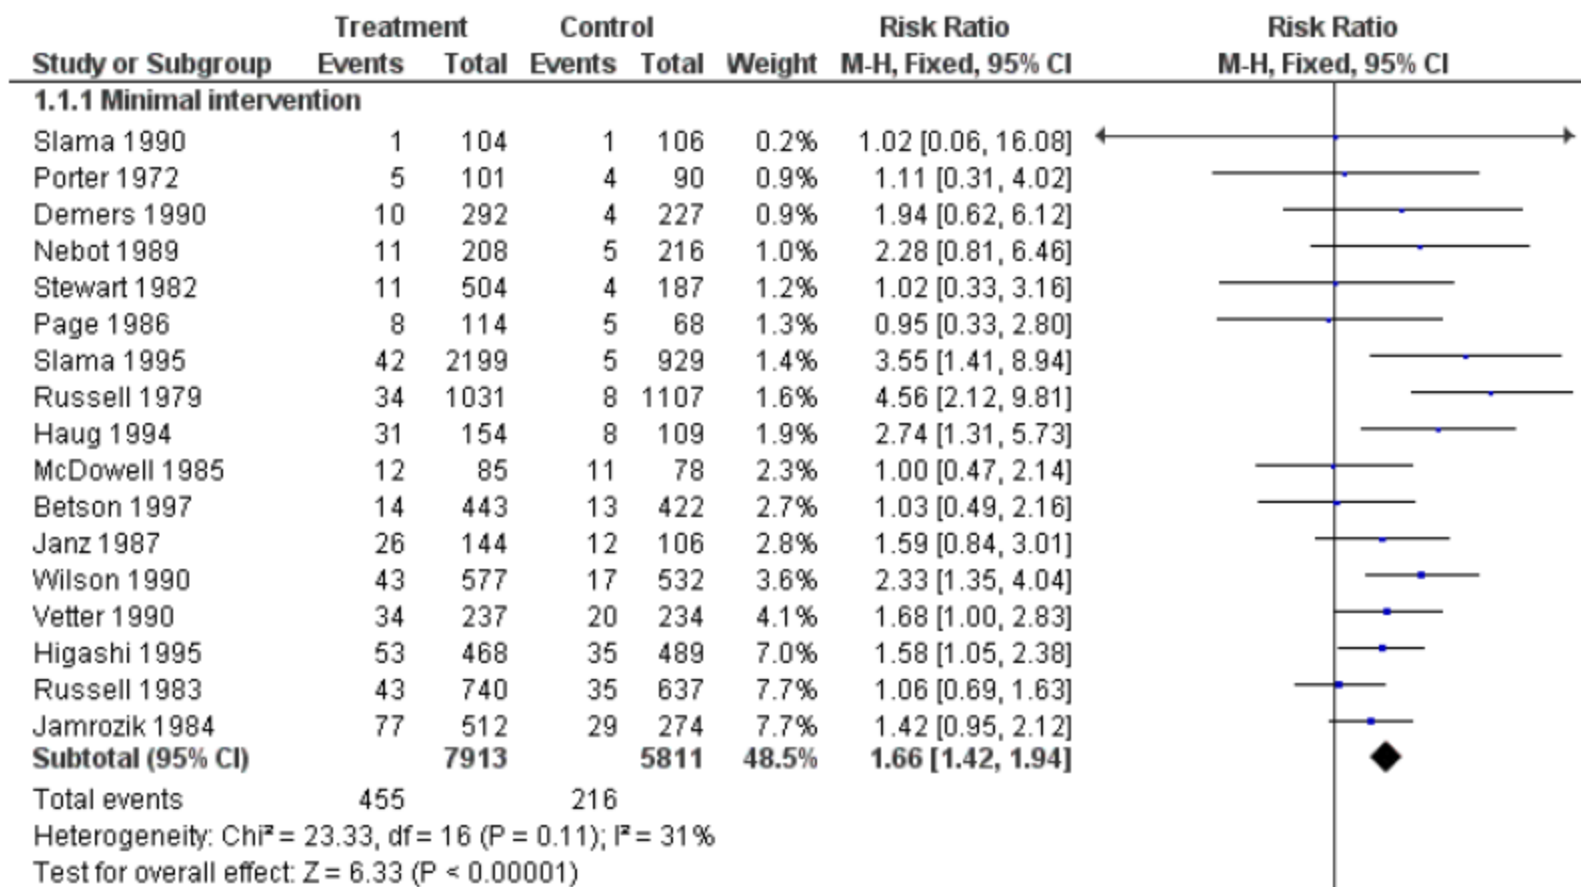 Treatment Control Risk Ratio Risk Ratio
Study or Subgroup Events Total Events Total Weight M-H, Fixed, 95% CI M-H, Fixed, 95% CI
1.1.1 Minimal intervention
Slama 1990 1 104 1 106 0.2% 1.02 [0.06, 16.08]
Porter 1972 5 101 4 90 0.9% 1.11 [0.31, 4.02]
Demers 1990 10 292 4 227 0.9% 1.94 [0.62, 6.12]
Nebot 1989 11 208 5 216 1.0% 2.28 [0.81, 6.46]
Stewart 1982 11 504 4 187 1.2% 1.02 [0.33, 3.16]
Page 1986 8 114 5 68 1.3% 0.95 [0.33, 2.80]
Slama 1995 42 2199 5 929 1.4% 3.55 [1.41, 8.94]
Russell 1979 34 1031 8 1107 1.6% 4.56 [2.12, 9.81]
Haug 1994 31 154 8 109 1.9% 2.74 [1.31, 5.73]
McDowell 1985 12 85 11 78 2.3% 1.00 [0.47, 2.14]
Betson 1997 14 443 13 422 2.7% 1.03 [0.49, 2.16]
Janz 1987 26 144 12 106 2.8% 1.59 [0.84, 3.01]
Wilson 1990 43 577 17 532 3.6% 2.33 [1.35, 4.04]
Vetter 1990 34 237 20 234 4.1% 1.68 [1.00, 2.83]
Higashi 1995 53 468 35 489 7.0% 1.58 [1.05, 2.38]
Russell 1983 43 740 35 637 7.7% 1.06 [0.69, 1.63]
Jamrozik 1984 77 512 29 274 7.7% 1.42 [0.95, 2.12]
Subtotal (95% CI) 7913 5811 48.5% 1.66 [1.42, 1.94]
Total events 455 216
Heterogeneity: Chi² = 23.33, df = 16 (P = 0.11); I² = 31%
Test for overall effect: Z = 6.33 (P < 0.00001)